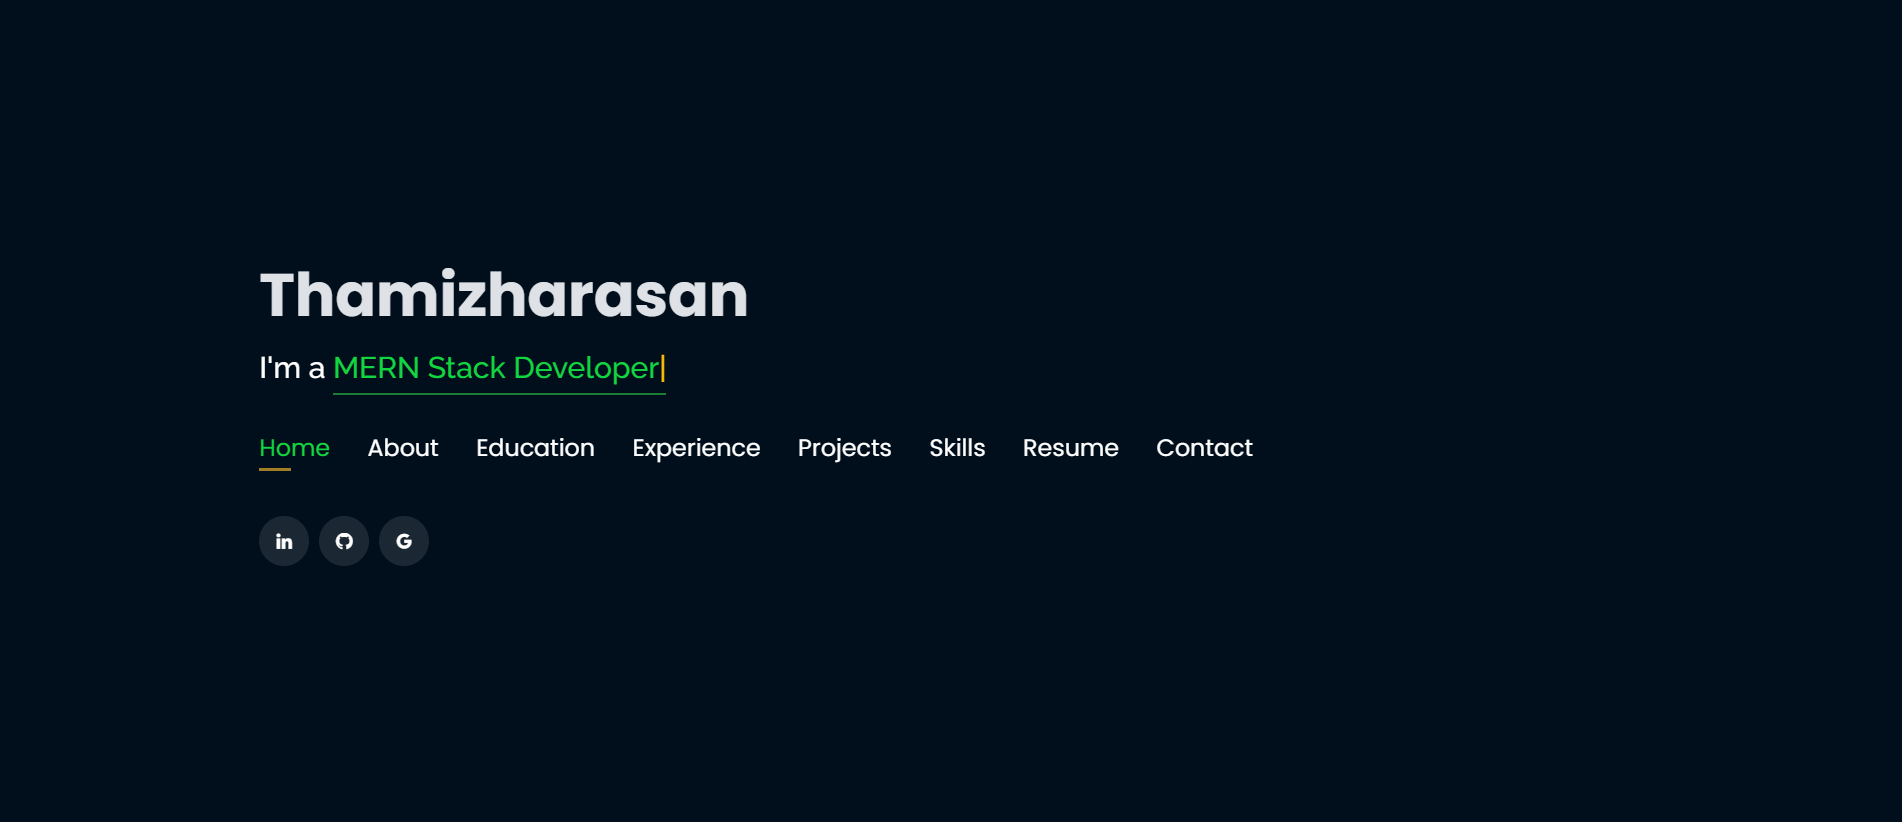 Thamizharasan
I'm a MERN Stack Developer|
Home About Education Experience Projects Skills Resume Contact
in G